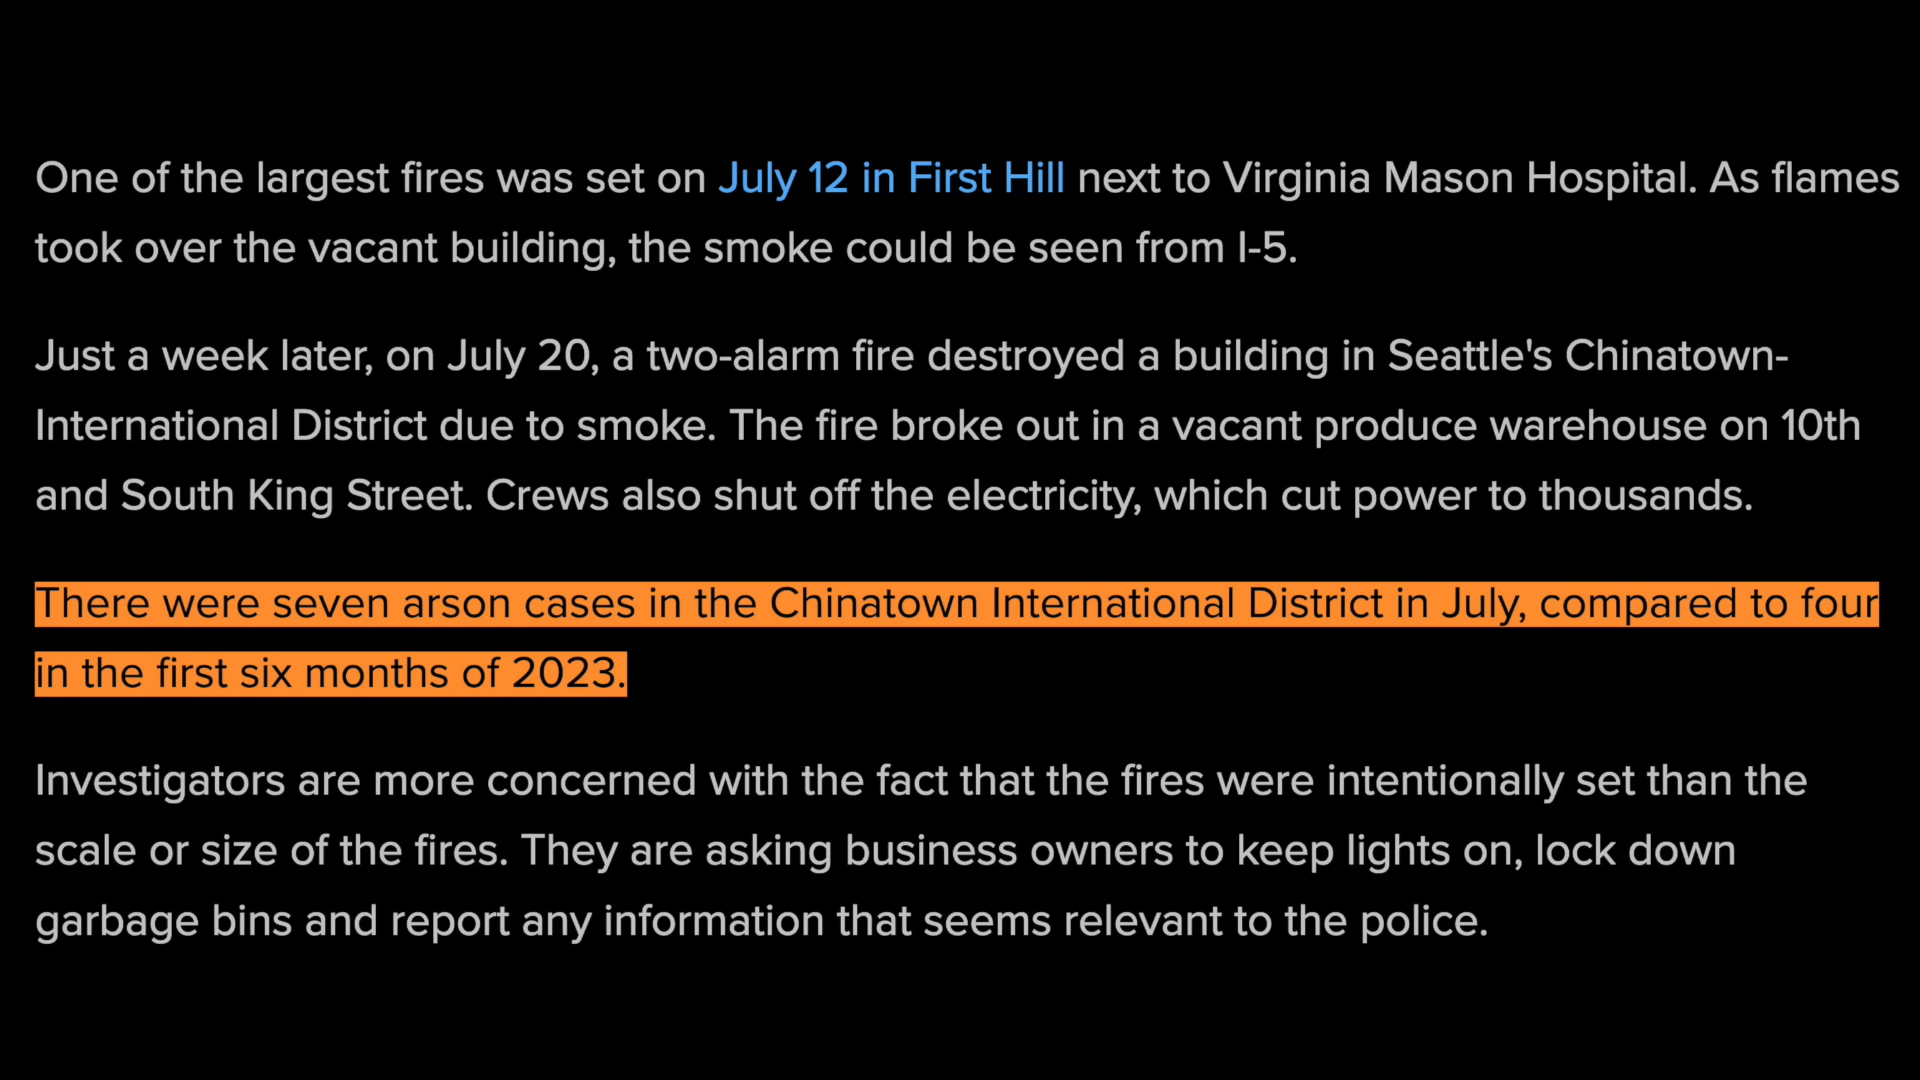 One of the largest fires was set on July 12 in First Hill next to Virginia Mason Hospital. As flames
took over the vacant building, the smoke could be seen from I-5.
Just a week later, on July 20, a two-alarm fire destroyed a building in Seattle's Chinatown-
International District due to smoke. The fire broke out in a vacant produce warehouse on 10th
and South King Street. Crews also shut off the electricity, which cut power to thousands.
There were seven arson cases in the Chinatown International District in July, compared to four
in the first six months of 2023.
Investigators are more concerned with the fact that the fires were intentionally set than the
scale or size of the fires. They are asking business owners to keep lights on, lock down
garbage bins and report any information that seems relevant to the police.